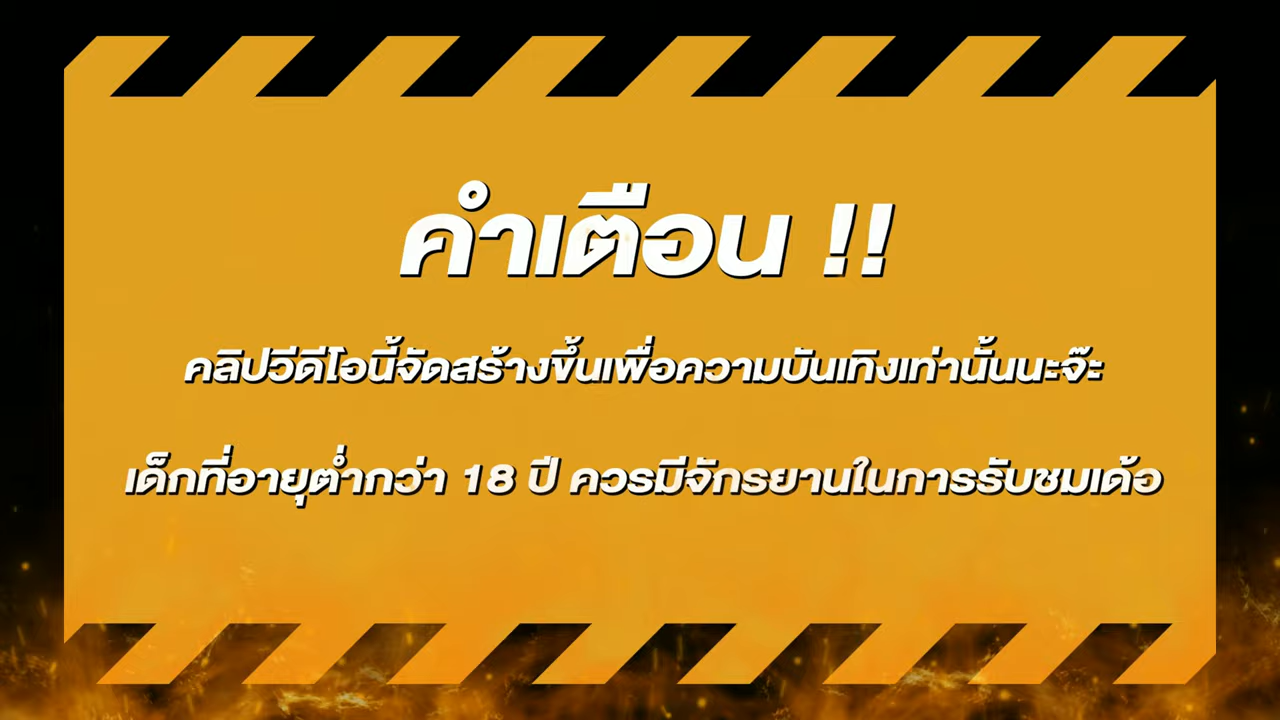 คำเตือน !!
คลิปวีดีโอนี้จัดสร้างขึ้นเพื่อความบันเทิงเท่านั้นนะจ๊ะ
เด็กที่อายุต่ำกว่า 18 ปี ควรมีจักรยานในการรับชมเด้อ